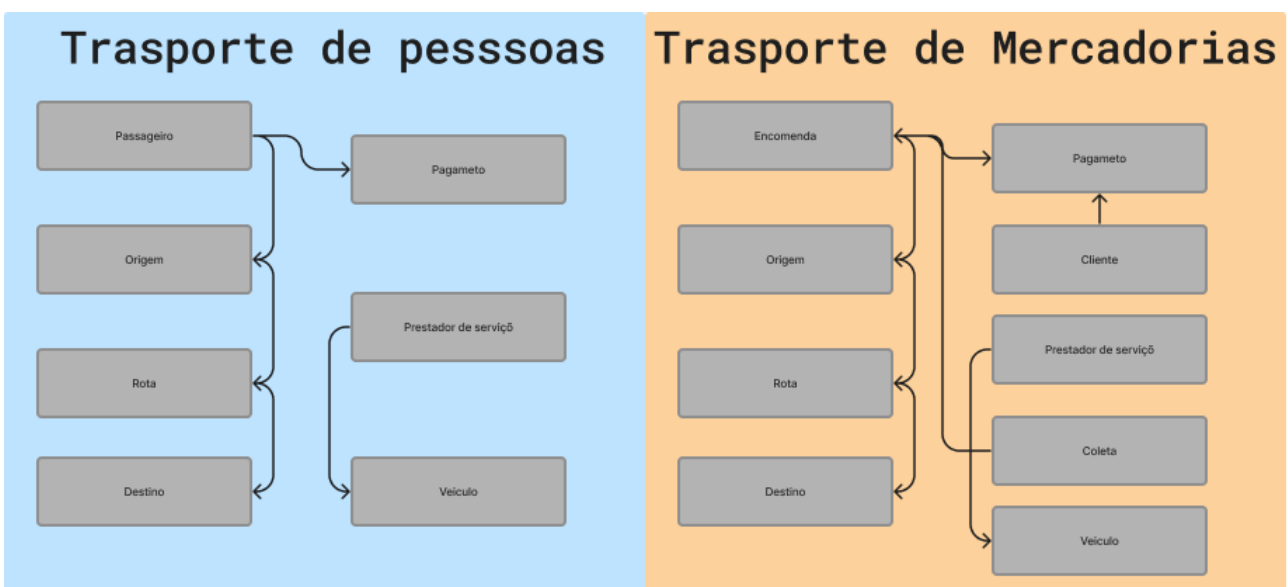 Trasporte de pesssoas
Passageiro
Pagameto
Origem
Prestador de serviçõ
Rota
Destino
Veiculo
Trasporte de Mercadorias
Encomenda
Pagameto
Origem
Cliente
Prestador de serviçõ
Rota
Coleta
Destino
Veiculo